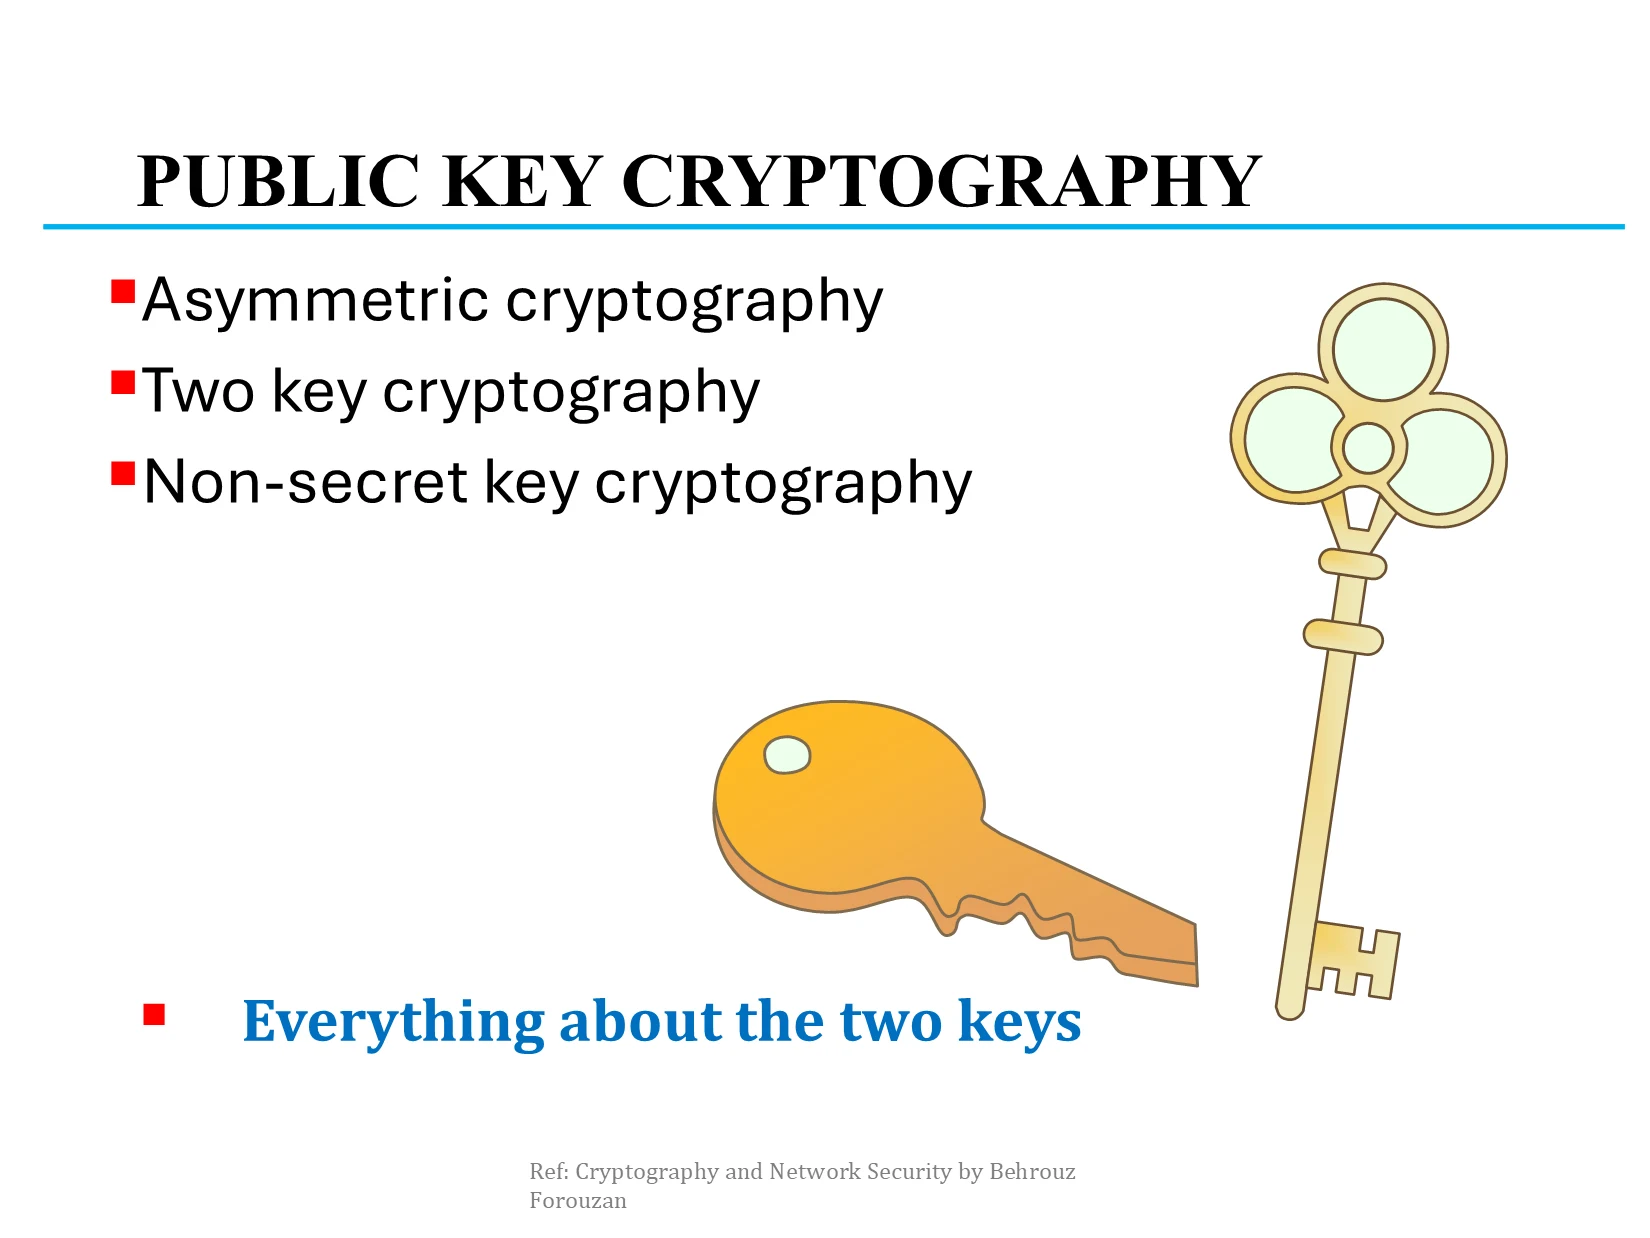 PUBLIC KEY CRYPTOGRAPHY
▪Asymmetric cryptography
▪Two key cryptography
▪Non-secret key cryptography
▪ Everything about the two keys
Ref: Cryptography and Network Security by Behrouz
Forouzan